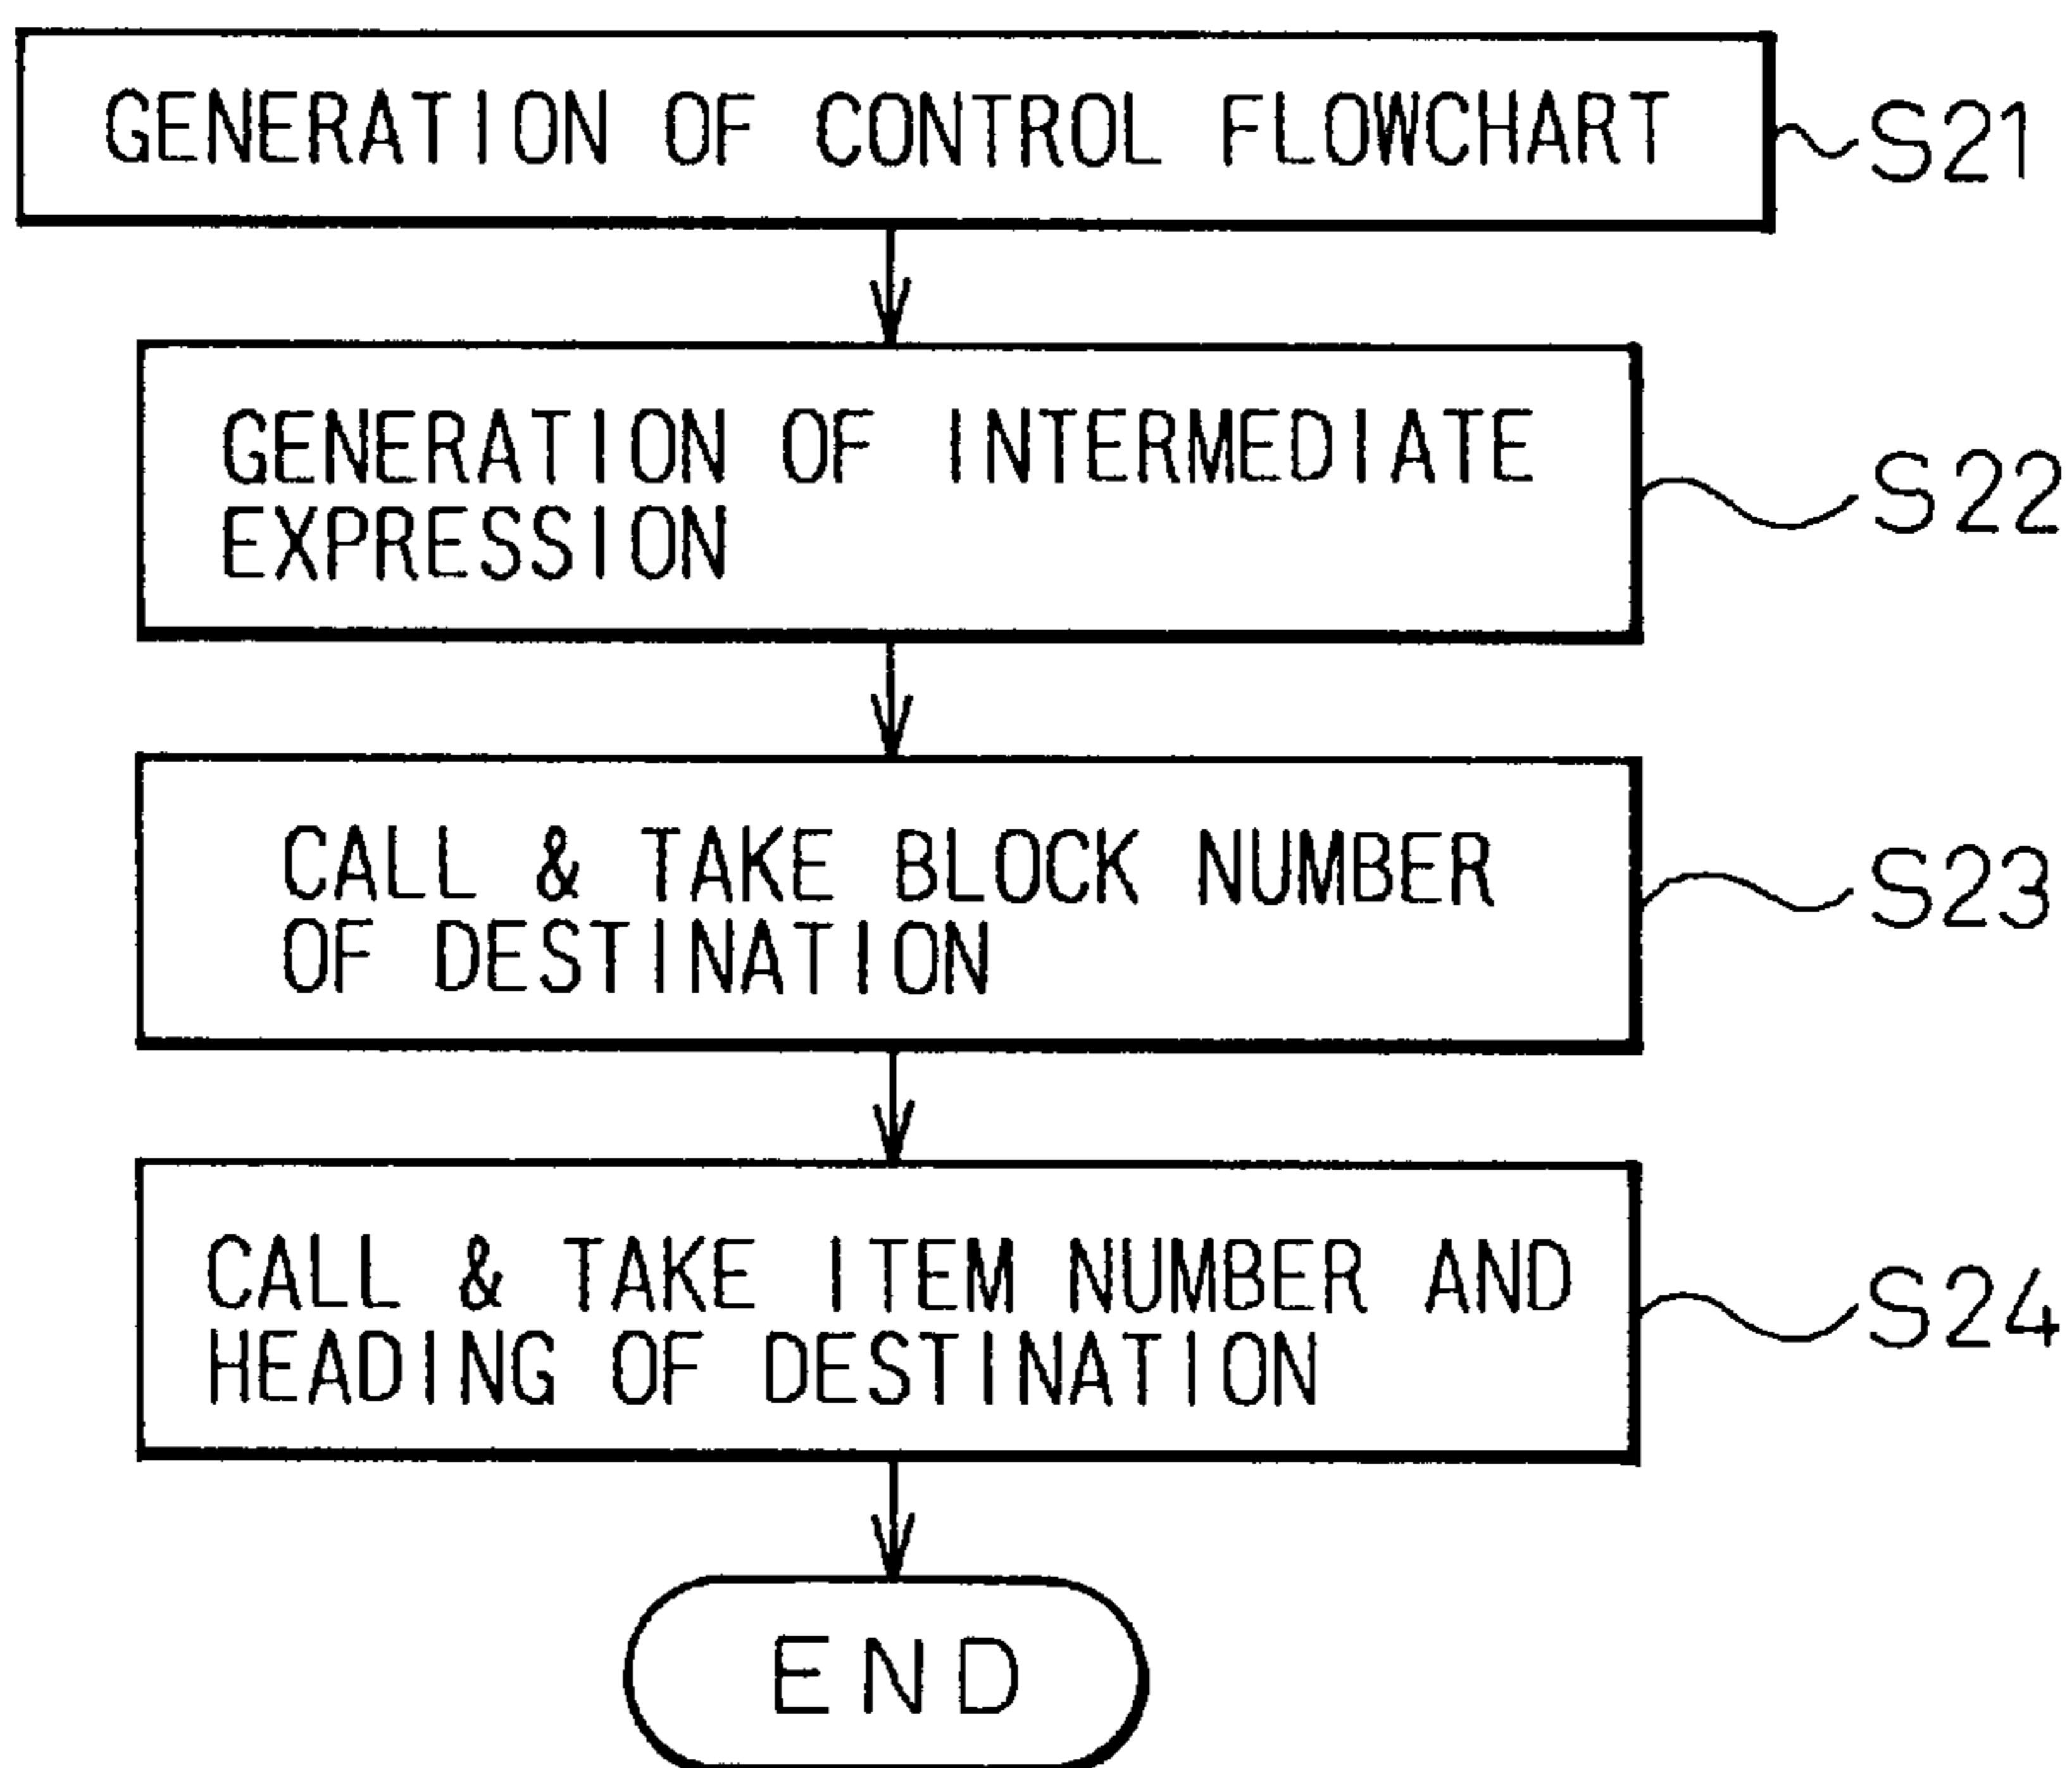 GENERATION OF CONTROL FLOWCHART
S21
GENERATION OF INTERMEDIATE
EXPRESSION
S22
CALL & TAKE BLOCK NUMBER
OF DESTINATION
S23
CALL & TAKE ITEM NUMBER AND
HEADING OF DESTINATION
S24
END